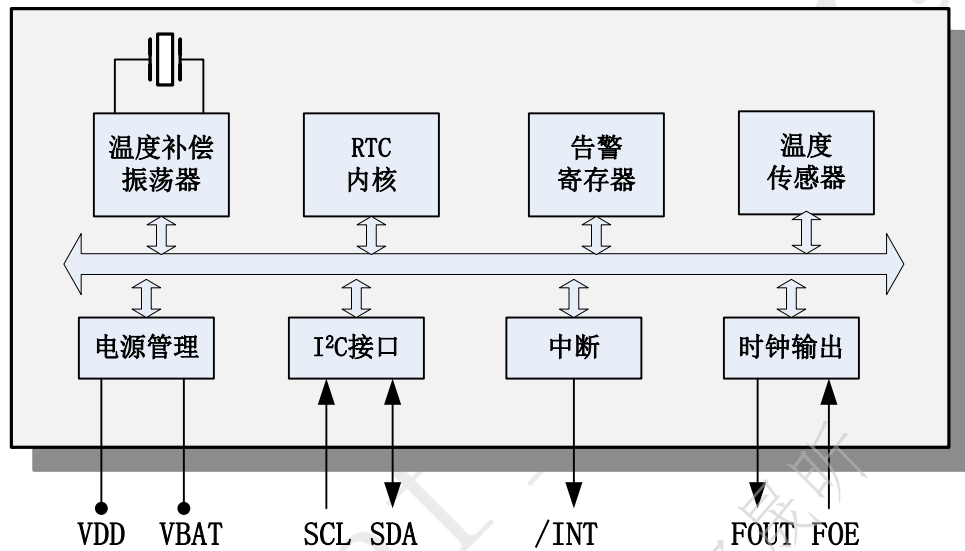 温度补偿
振荡器
RTC
内核
告警
寄存器
温度
传感器
电源管理
I²C接口
中断
时钟输出
VDD
VBAT
SCL
SDA
/INT
FOUT
FOE